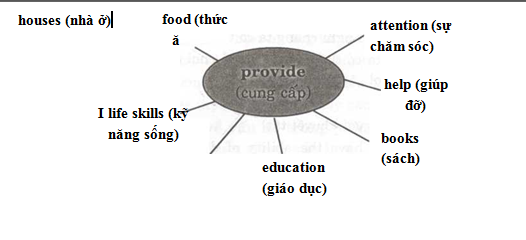 houses (nhà ở)
food (thức
ă
attention (sự
chăm sóc)
provide
(cung cấp)
help (giúp
đỡ)
I life skills (kỹ
năng sống)
books
(sách)
education
(giáo dục)